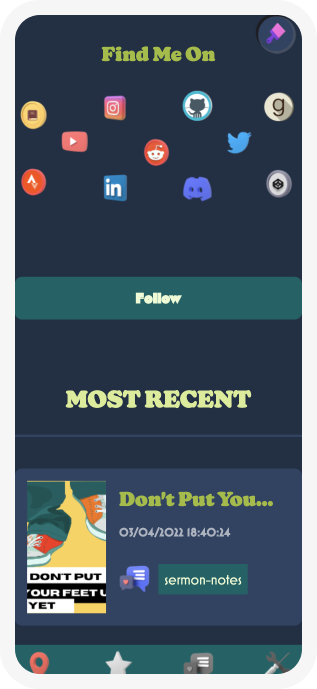 Find Me On
g
in
Follow
MOST RECENT
Don't Put You...
03/04/2022 18:40:24
DON'T PUT
YOUR FEET U
YET
sermon-notes